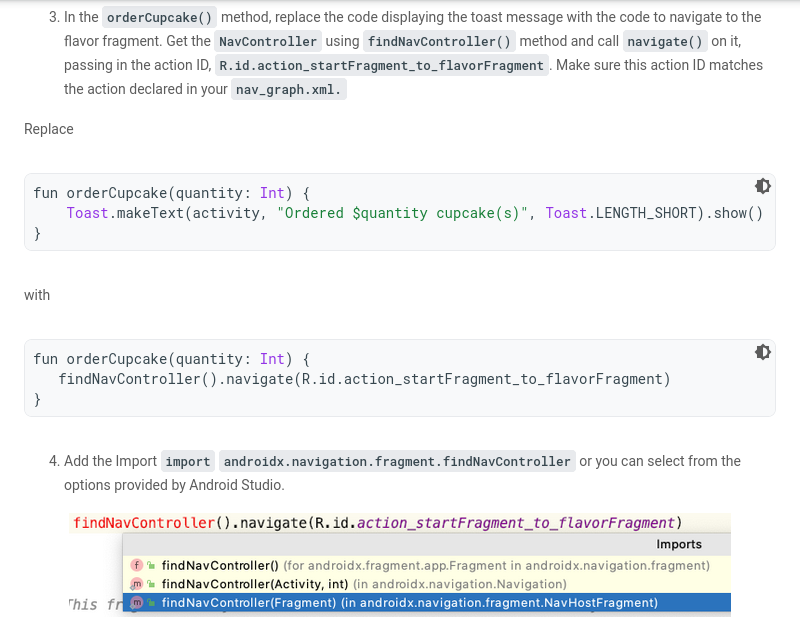 3. In the orderCupcake() method, replace the code displaying the toast message with the code to navigate to the
flavor fragment. Get the NavController using findNavController() method and call navigate() on it,
passing in the action ID, R.id.action_startFragment_to_flavorFragment. Make sure this action ID matches
the action declared in your nav_graph.xml.
Replace
fun orderCupcake(quantity: Int) {
    Toast.makeText(activity, "Ordered $quantity cupcake(s)", Toast.LENGTH_SHORT).show()
}
with
fun orderCupcake(quantity: Int) {
   findNavController().navigate(R.id.action_startFragment_to_flavorFragment)
}
4. Add the Import import androidx.navigation.fragment.findNavController or you can select from the
options provided by Android Studio.
findNavController().navigate(R.id.action_startFragment_to_flavorFragment)
Imports
f findNavController() (for androidx.fragment.app.Fragment in androidx.navigation.fragment)
m findNavController(Activity, int) (in androidx.navigation.Navigation)
This fr m findNavController(Fragment) (in androidx.navigation.fragment.NavHostFragment)